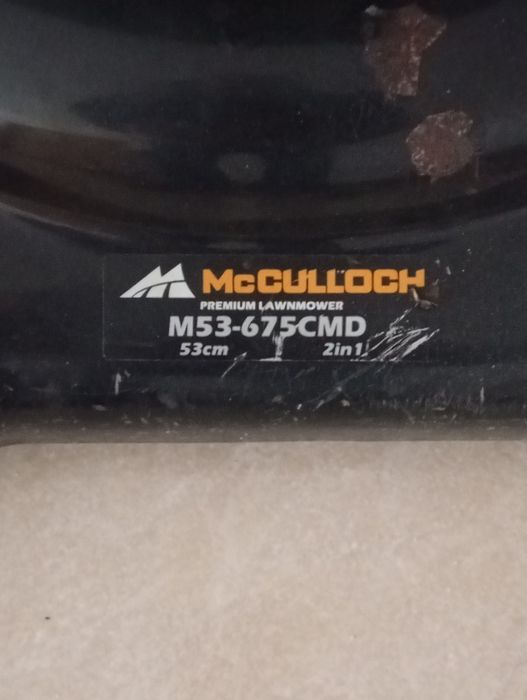 McCULLOCH
PREMIUM LAWNMOWER
M53-675CMD
53cm 2in1